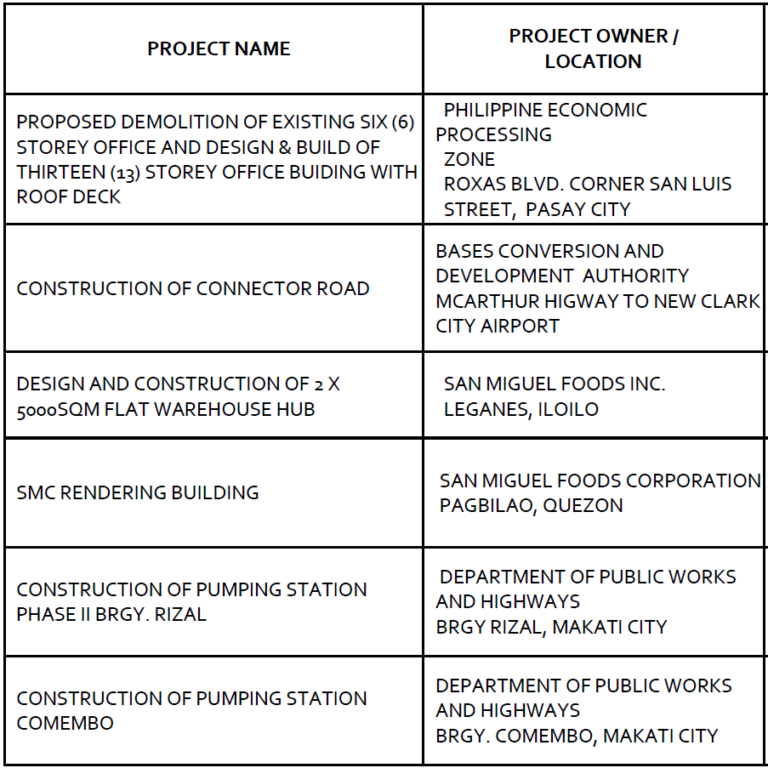 PROJECT NAME
PROJECT OWNER /
LOCATION
PROPOSED DEMOLITION OF EXISTING SIX (6)
STOREY OFFICE AND DESIGN & BUILD OF
THIRTEEN (13) STOREY OFFICE BUIDING WITH
ROOF DECK
PHILIPPINE ECONOMIC
PROCESSING
ZONE
ROXAS BLVD. CORNER SAN LUIS
STREET, PASAY CITY
CONSTRUCTION OF CONNECTOR ROAD
BASES CONVERSION AND
DEVELOPMENT AUTHORITY
MCARTHUR HIGWAY TO NEW CLARK
CITY AIRPORT
DESIGN AND CONSTRUCTION OF 2 X
5000SQM FLAT WAREHOUSE HUB
SAN MIGUEL FOODS INC.
LEGANES, ILOILO
SMC RENDERING BUILDING
SAN MIGUEL FOODS CORPORATION
PAGBILAO, QUEZON
CONSTRUCTION OF PUMPING STATION
PHASE II BRGY. RIZAL
DEPARTMENT OF PUBLIC WORKS
AND HIGHWAYS
BRGY RIZAL, MAKATI CITY
CONSTRUCTION OF PUMPING STATION
COMEMBO
DEPARTMENT OF PUBLIC WORKS
AND HIGHWAYS
BRGY. COMEMBO, MAKATI CITY